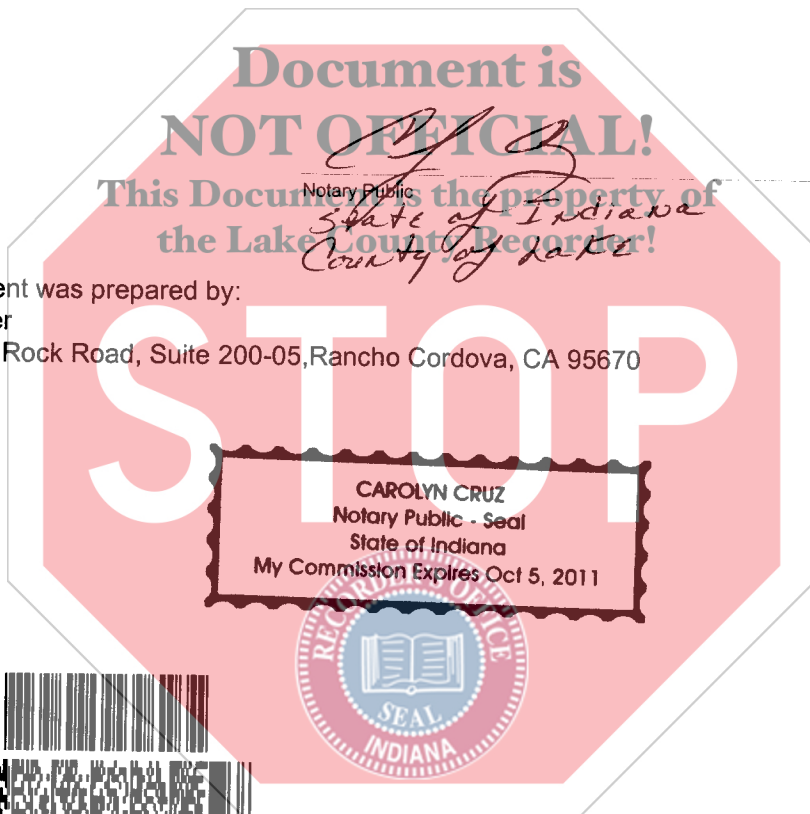 Document is
NOT OFFICIAL!
Notary Public
This Document is the property of
State of Indiana
the Lake County Recorder!
County of Lake
ent was prepared by:
er
Rock Road, Suite 200-05,Rancho Cordova, CA 95670
STOP
CAROLYN CRUZ
Notary Public - Seal
State of Indiana
My Commission Expires Oct 5, 2011
RECORDER'S OFFICE
SEAL
INDIANA